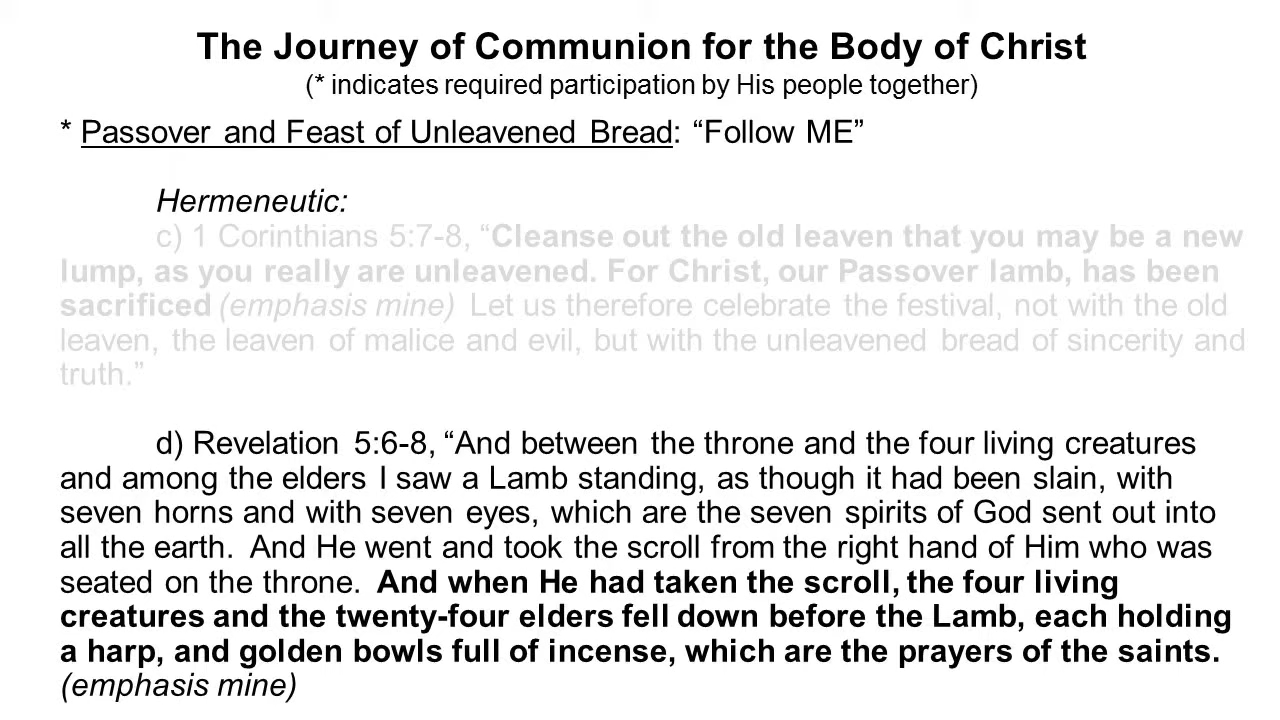 The Journey of Communion for the Body of Christ
(* indicates required participation by His people together)
* Passover and Feast of Unleavened Bread: “Follow ME”
Hermeneutic:
c) 1 Corinthians 5:7-8, “Cleanse out the old leaven that you may be a new
lump, as you really are unleavened. For Christ, our Passover lamb, has been
sacrificed (emphasis mine) Let us therefore celebrate the festival, not with the old
leaven, the leaven of malice and evil, but with the unleavened bread of sincerity and
truth.”
d) Revelation 5:6-8, “And between the throne and the four living creatures
and among the elders I saw a Lamb standing, as though it had been slain, with
seven horns and with seven eyes, which are the seven spirits of God sent out into
all the earth. And He went and took the scroll from the right hand of Him who was
seated on the throne. And when He had taken the scroll, the four living
creatures and the twenty-four elders fell down before the Lamb, each holding
a harp, and golden bowls full of incense, which are the prayers of the saints.
(emphasis mine)